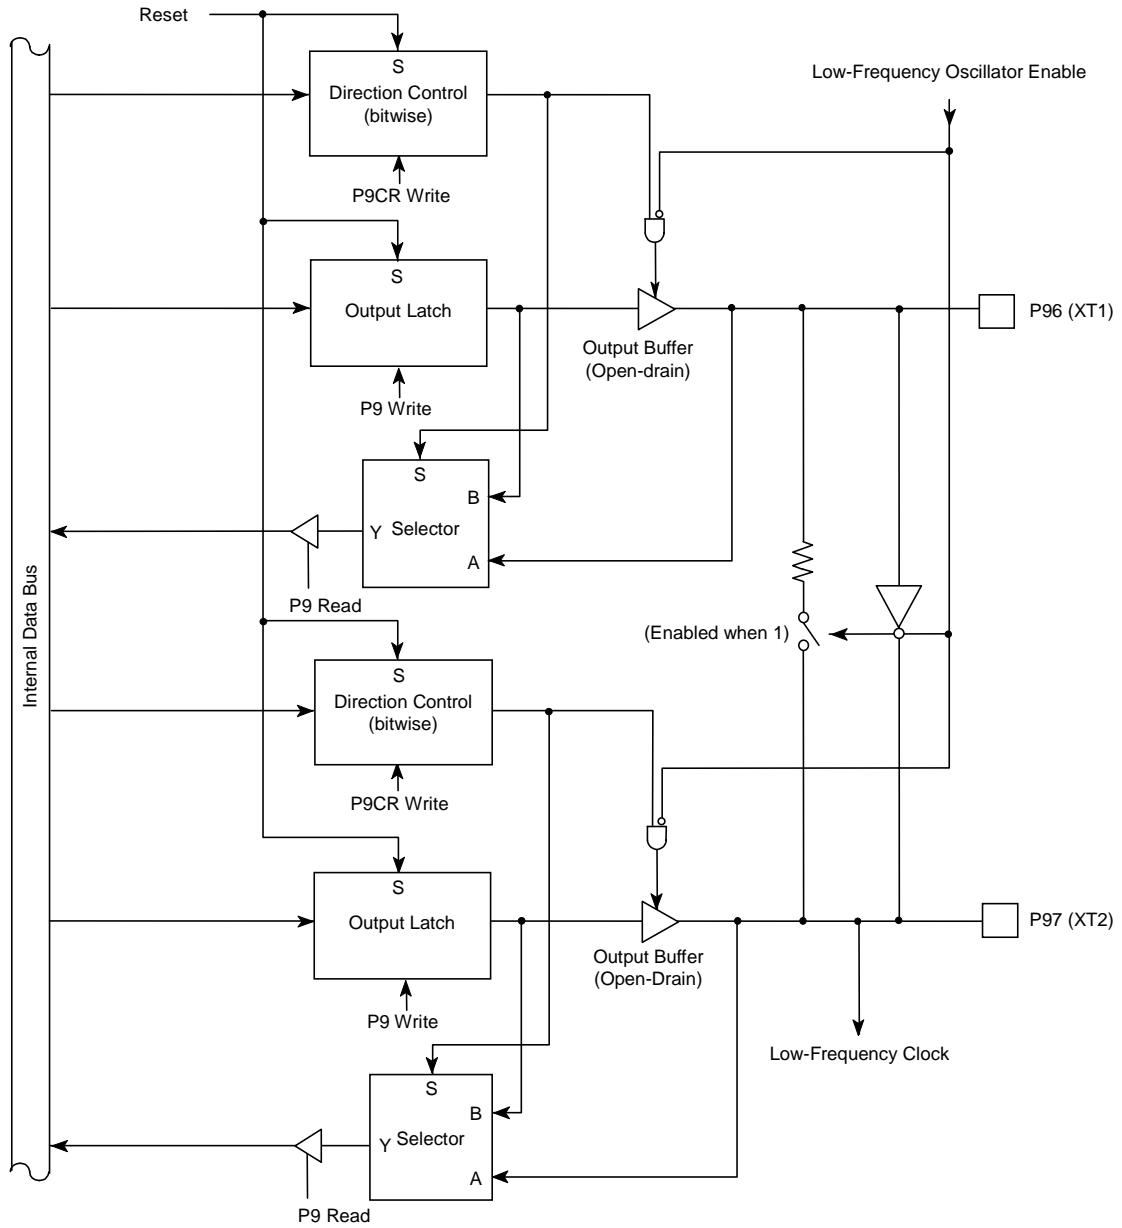 Reset
S
Direction Control
(bitwise)
P9CR Write
Low-Frequency Oscillator Enable
S
Output Latch
P9 Write
Output Buffer
(Open-drain)
P96 (XT1)
S
B
Y Selector
A
P9 Read
(Enabled when 1)
Internal Data Bus
S
Direction Control
(bitwise)
P9CR Write
S
Output Latch
P9 Write
Output Buffer
(Open-Drain)
P97 (XT2)
Low-Frequency Clock
S
B
Y Selector
A
P9 Read